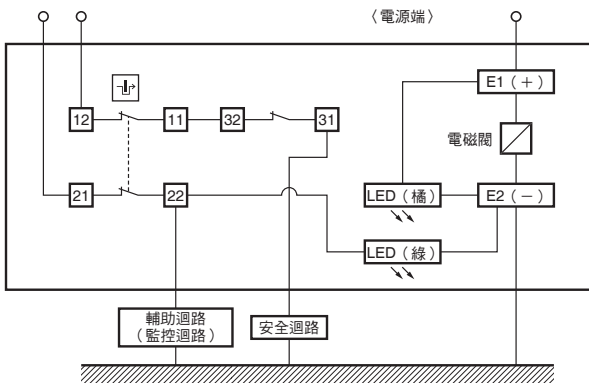 〈電源端〉
E1（＋）
12
11
32
31
電磁閥
21
22
LED（橘）
E2（－）
LED（綠）
輔助迴路
（監控迴路）
安全迴路